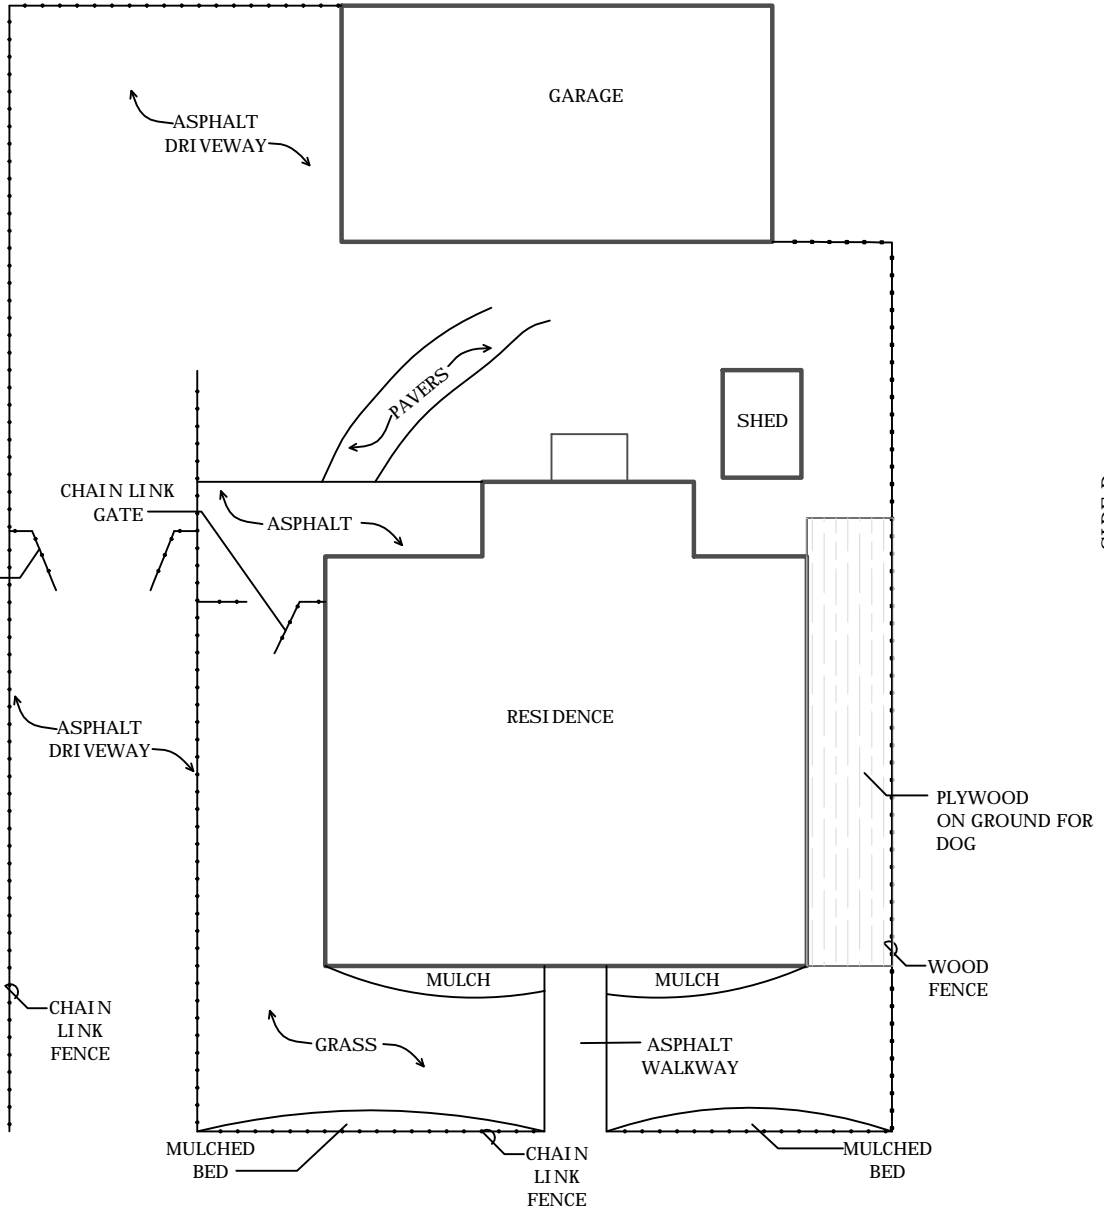 GARAGE
ASPHALT
DRIVEWAY
PAVERS
SHED
CHAIN LINK
GATE
ASPHALT
RESIDENCE
ASPHALT
DRIVEWAY
PLYWOOD
ON GROUND FOR
DOG
MULCH
MULCH
WOOD
FENCE
CHAIN
LINK
FENCE
GRASS
ASPHALT
WALKWAY
MULCHED
BED
CHAIN
LINK
FENCE
MULCHED
BED